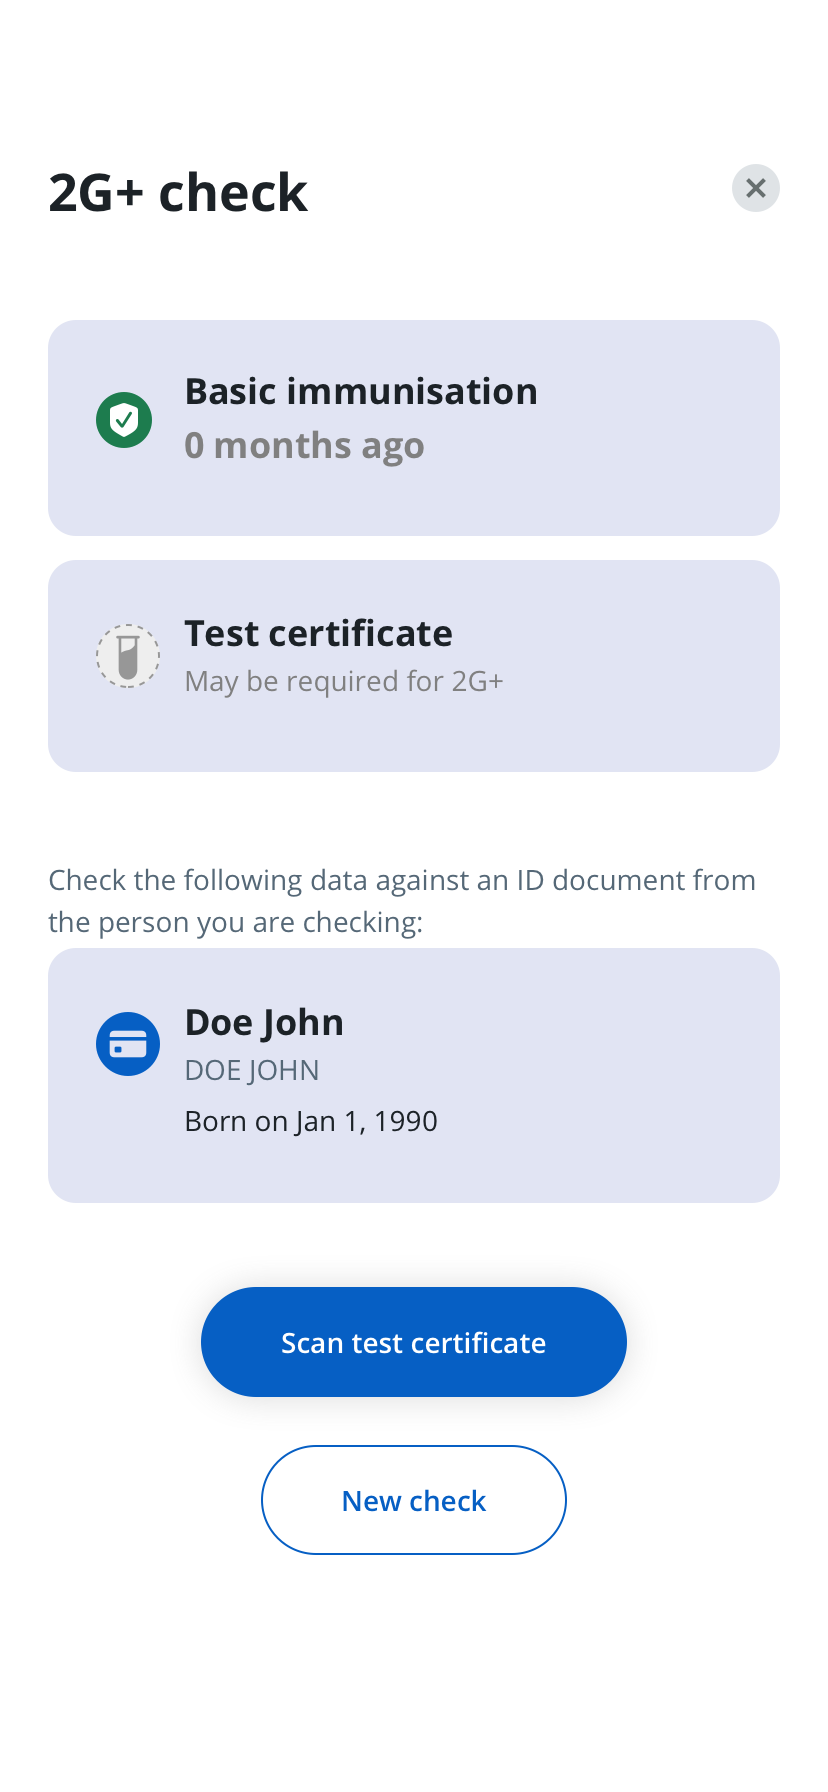 2G+ check
Basic immunisation
0 months ago
Test certificate
May be required for 2G+
Check the following data against an ID document from
the person you are checking:
Doe John
DOE JOHN
Born on Jan 1, 1990
Scan test certificate
New check